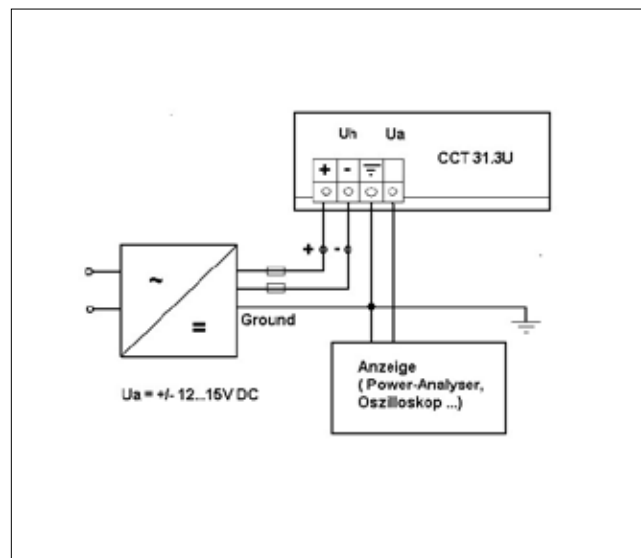 Uh Ua
CCT 31.3U
+ -
+ -
~
=
Ground
Anzeige
( Power-Analyser,
Oszilloskop ...)
Ua = +/- 12...15V DC